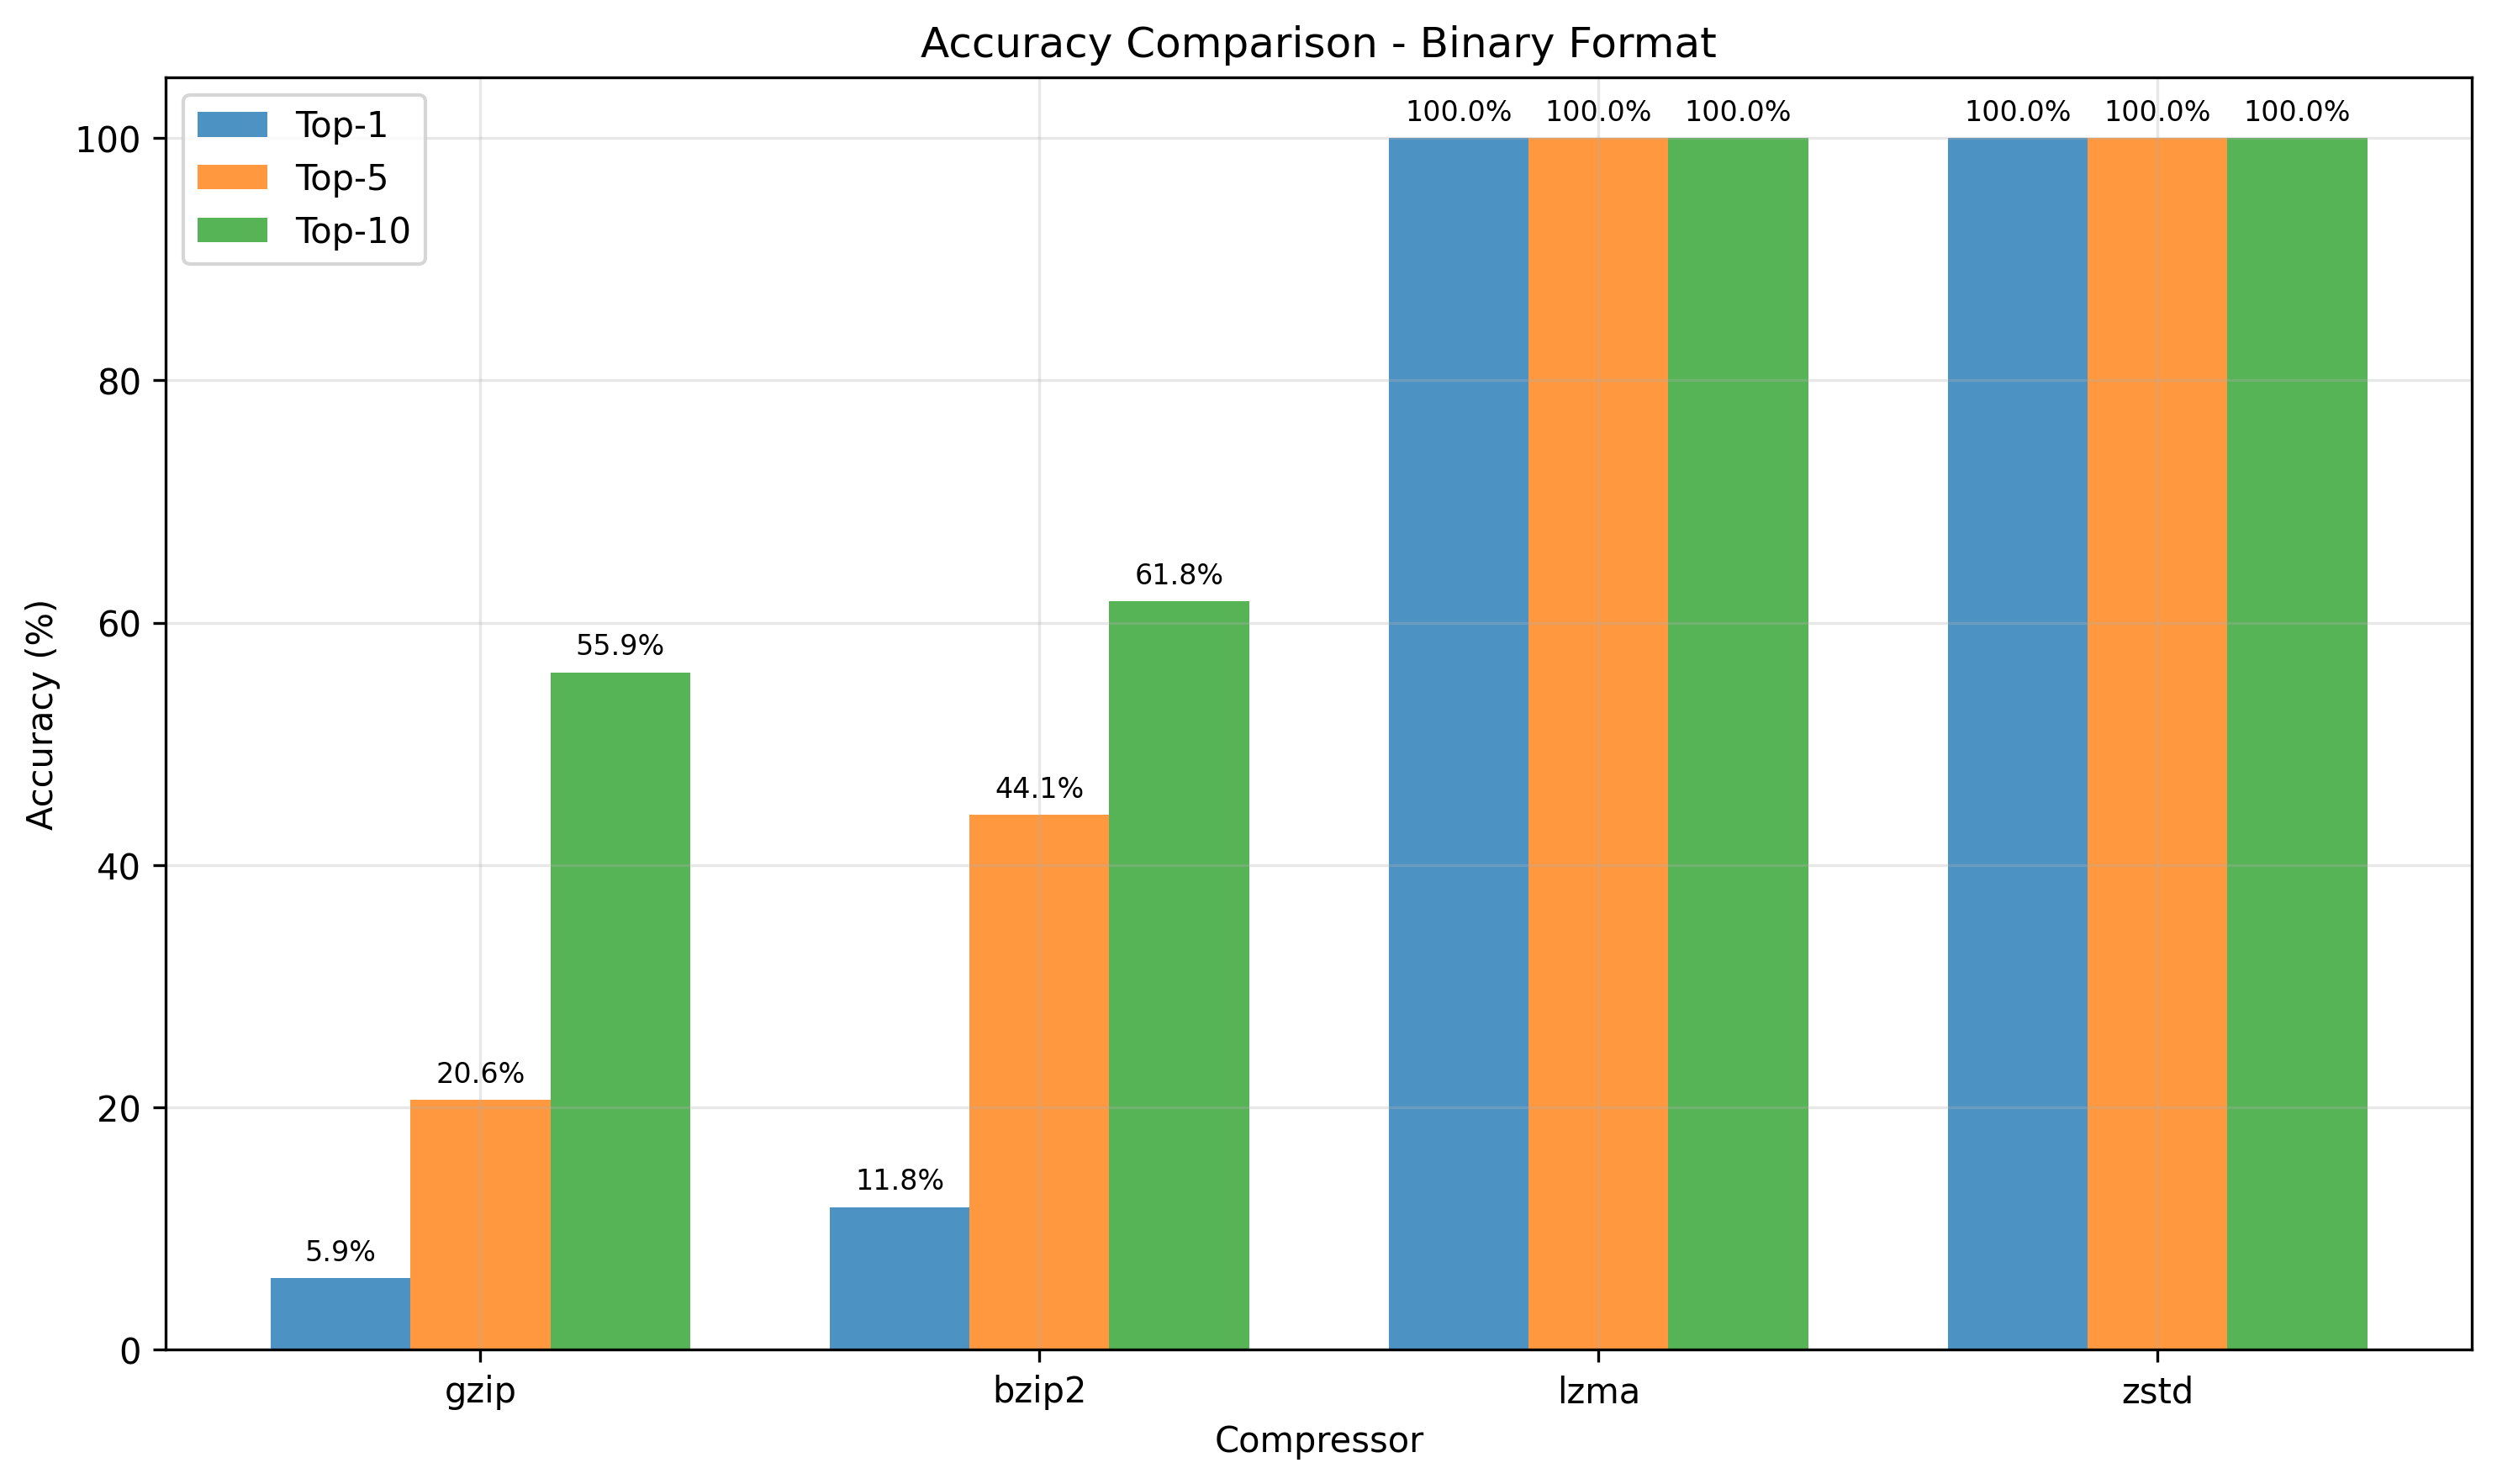 Accuracy Comparison - Binary Format
Top-1
Top-5
Top-10
Accuracy (%)
100
80
60
40
20
0
5.9%
20.6%
55.9%
11.8%
44.1%
61.8%
100.0% 100.0% 100.0%
100.0% 100.0% 100.0%
gzip bzip2 lzma zstd
Compressor